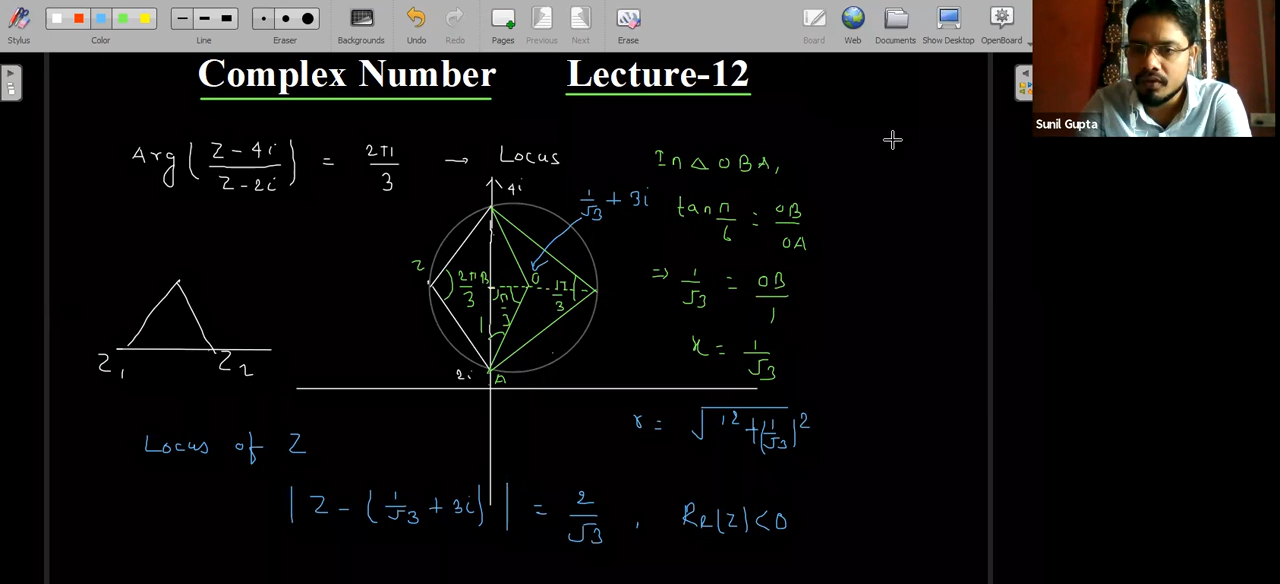 Stylus
Color
Line
Eraser
Backgrounds
Undo
Redo
Pages
Previous
Next
Erase
Board
Web
Documents
Show Desktop
OpenBoard
Sunil Gupta
Complex Number Lecture-12
Arg((Z-4i)/(Z-2i)) = 2π/3 → Locus
4i
1/√3 + 3i
Z
2π/3
B
O
π/3
π/3
1
2i
A
Z₁ Z₂
In △ OBA,
tan π/6 = OB/OA
⇒ 1/√3 = OB/1
x = 1/√3
r = √(1² + (1/√3)²)
Locus of Z
|Z - (1/√3 + 3i)| = 2/√3 , Re(Z) < 0